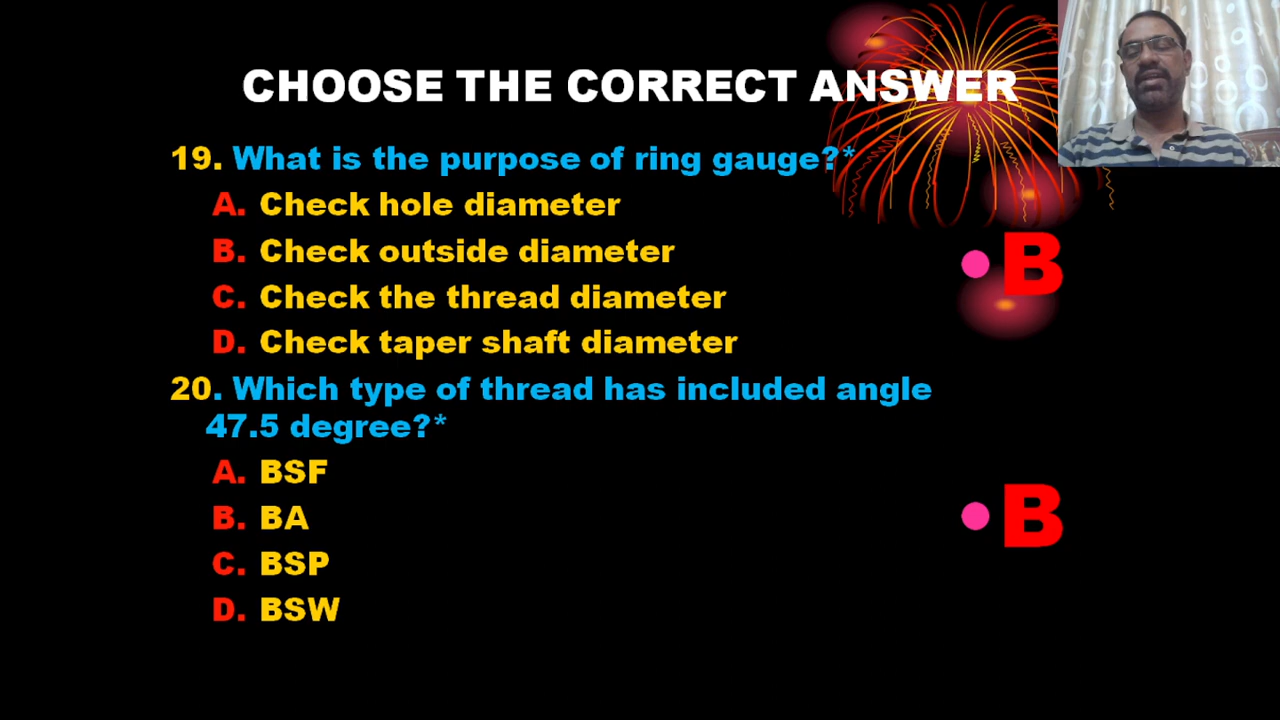 CHOOSE THE CORRECT ANSWER
19. What is the purpose of ring gauge?*
A. Check hole diameter
B. Check outside diameter
• B
C. Check the thread diameter
D. Check taper shaft diameter
20. Which type of thread has included angle
47.5 degree?*
A. BSF
B. BA
• B
C. BSP
D. BSW